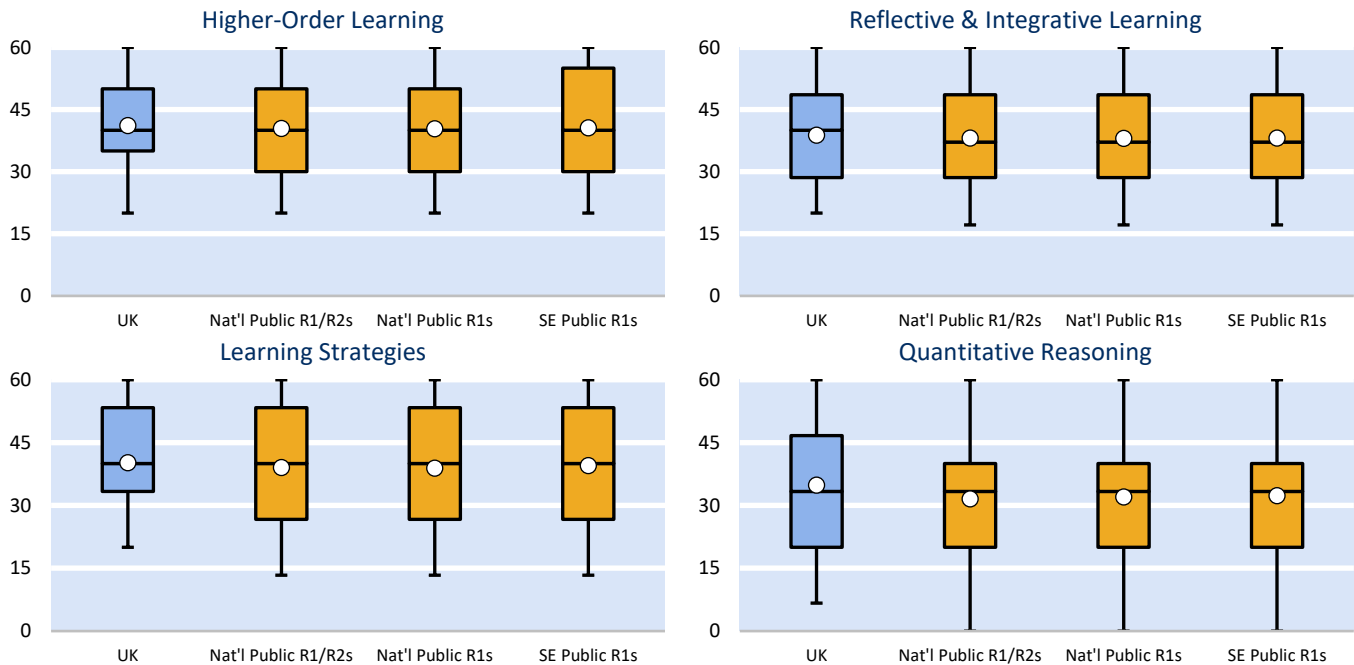 Higher-Order Learning
60
45
30
15
0
UK Nat'l Public R1/R2s Nat'l Public R1s SE Public R1s
Reflective & Integrative Learning
60
45
30
15
0
UK Nat'l Public R1/R2s Nat'l Public R1s SE Public R1s
Learning Strategies
60
45
30
15
0
UK Nat'l Public R1/R2s Nat'l Public R1s SE Public R1s
Quantitative Reasoning
60
45
30
15
0
UK Nat'l Public R1/R2s Nat'l Public R1s SE Public R1s